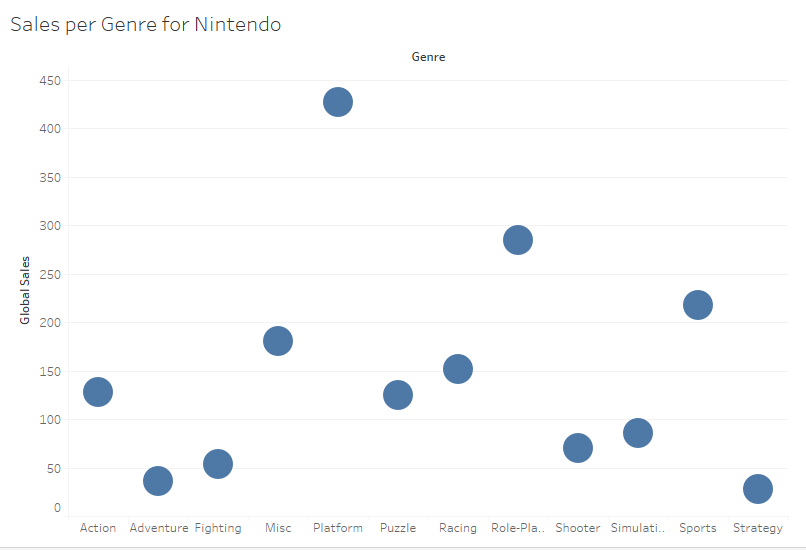 Sales per Genre for Nintendo
Genre
450
400
350
300
250
200
150
100
50
0
Global Sales
Action Adventure Fighting Misc Platform Puzzle Racing Role-Pla.. Shooter Simulati.. Sports Strategy